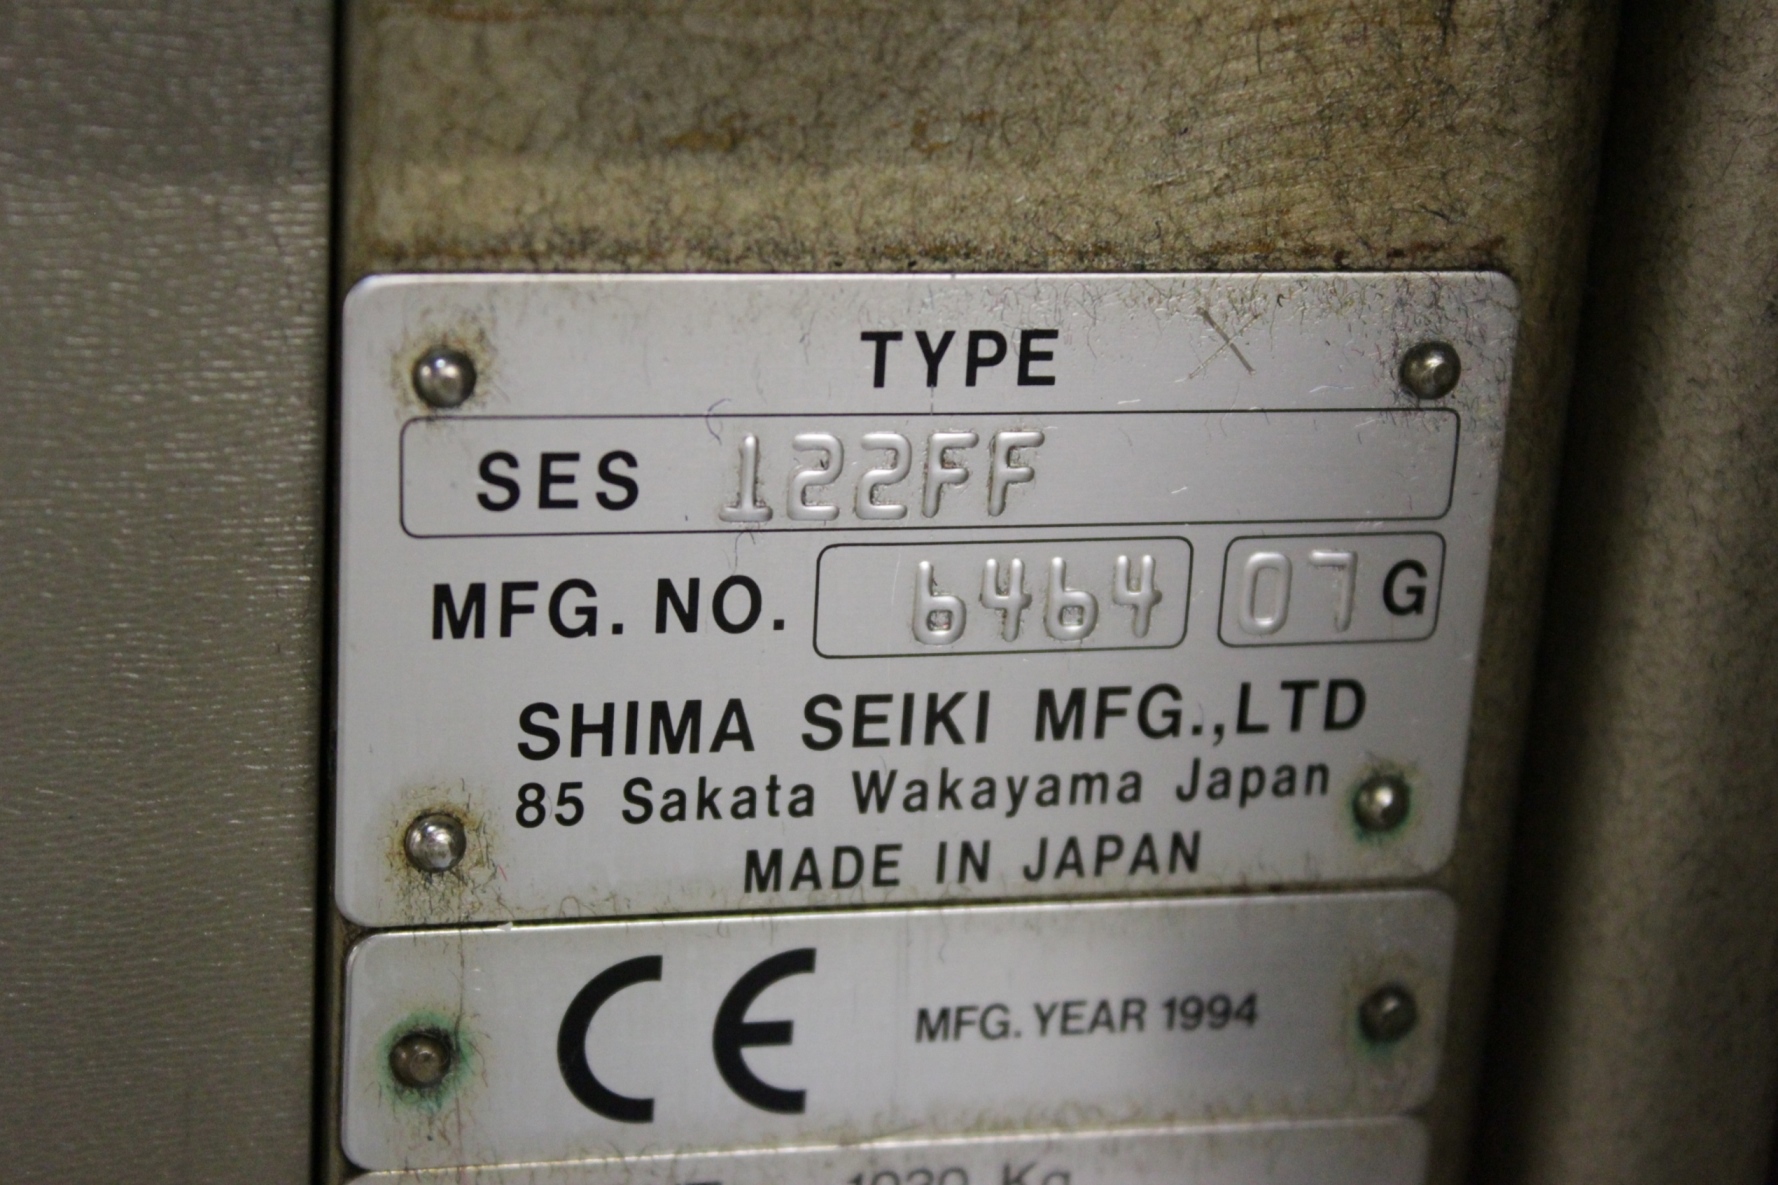 TYPE
SES 122FF
MFG. NO. 6464 07 G
SHIMA SEIKI MFG.,LTD
85 Sakata Wakayama Japan
MADE IN JAPAN
CE MFG. YEAR 1994
Kg